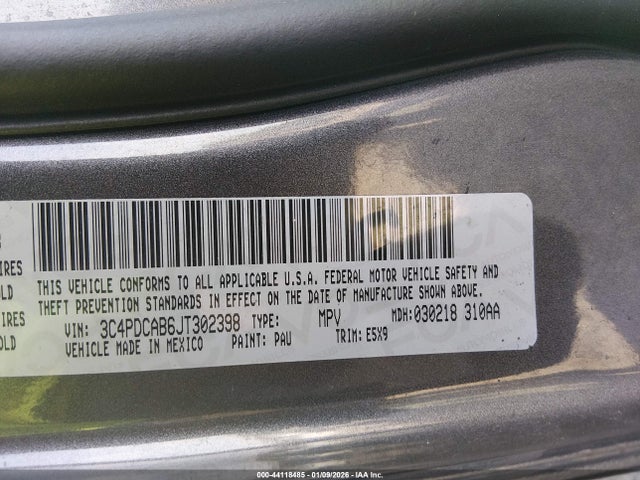 IRES
OLD
IRES
OLD
THIS VEHICLE CONFORMS TO ALL APPLICABLE U.S.A. FEDERAL MOTOR VEHICLE SAFETY AND
THEFT PREVENTION STANDARDS IN EFFECT ON THE DATE OF MANUFACTURE SHOWN ABOVE.
VIN: 3C4PDCAB6JT302398 TYPE: MPV MDH: 030218 310AA
VEHICLE MADE IN MEXICO PAINT: PAU TRIM: E5X9
000-44118485 - 01/09/2026 - IAA Inc.